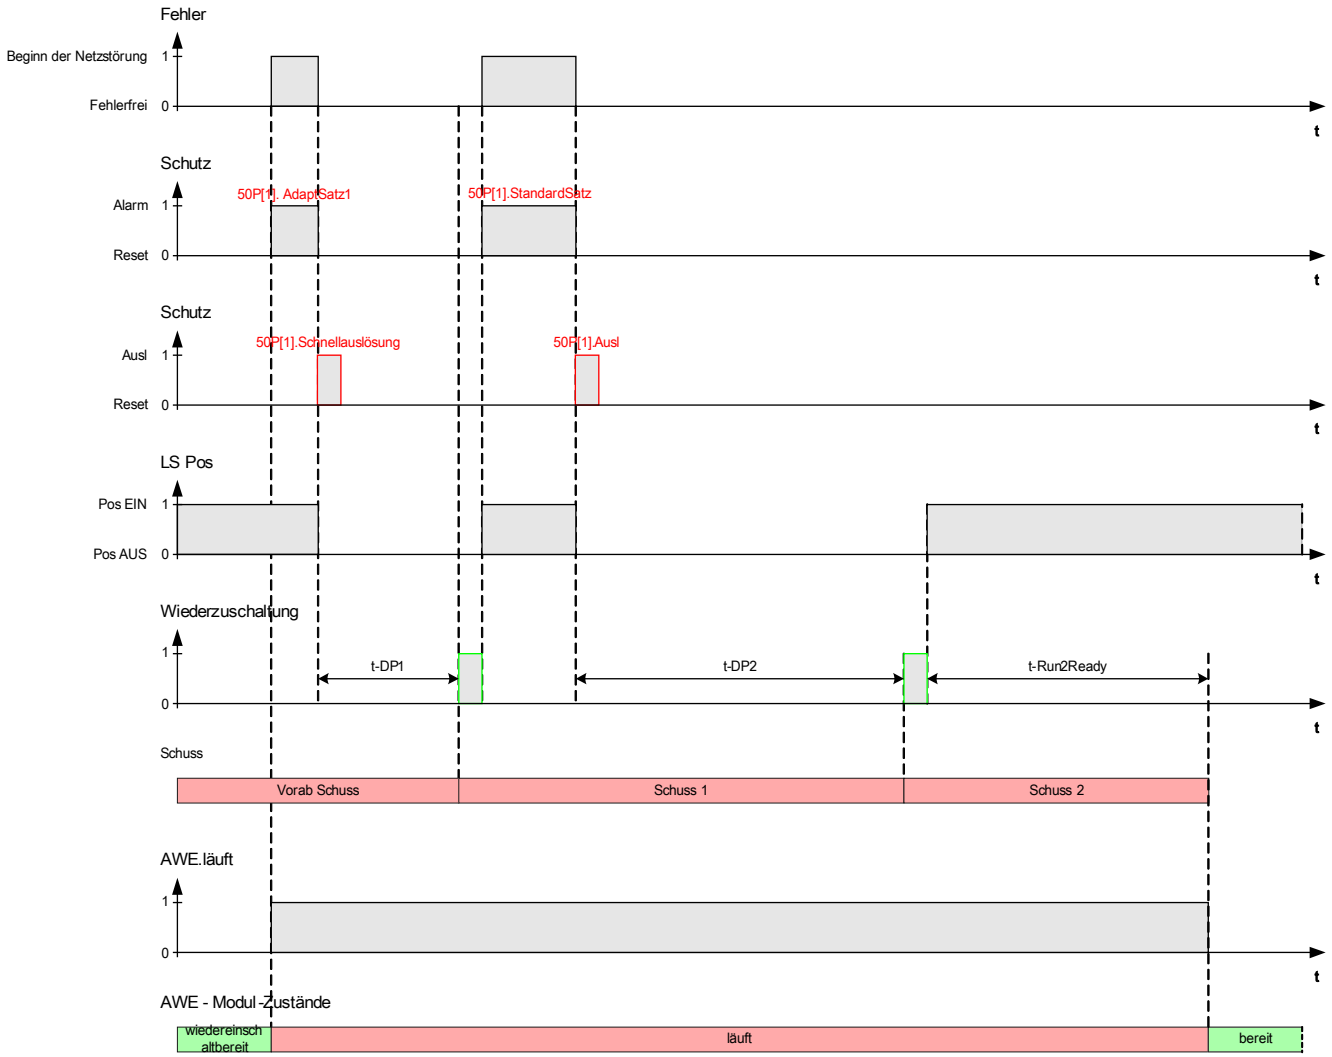 Fehler
Beginn der Netzstörung 1
Fehlerfrei 0
t
Schutz
50P[1]. AdaptSatz1 50P[1].StandardSatz
Alarm 1
Reset 0
t
Schutz
50P[1].Schnellauslösung 50P[1].Ausl
Ausl 1
Reset 0
t
LS Pos
Pos EIN 1
Pos AUS 0
t
Wiederzuschaltung
1
t-DP1 t-DP2 t-Run2Ready
0
t
Schuss
Vorab Schuss Schuss 1 Schuss 2
AWE.läuft
1
0
t
AWE - Modul-Zustände
wiedereinsch
altbereit
läuft
bereit